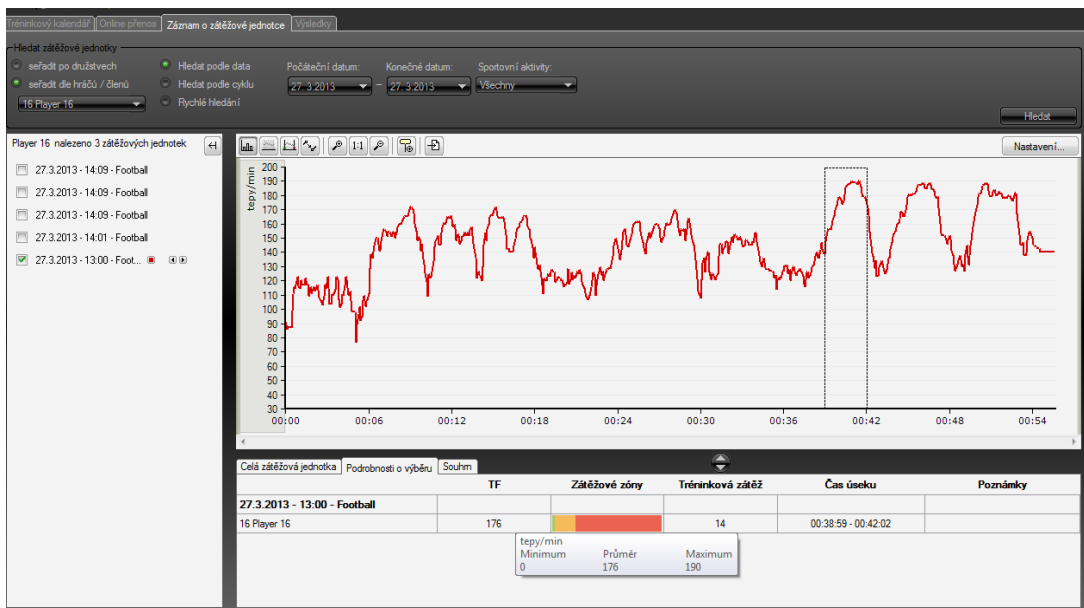 Tréninkový kalendář Online přenos Záznam o zátěžové jednotce Výsledky
Hledat zátěžové jednotky
seřadit po družstvech Hledat podle data Počáteční datum: Konečné datum: Sportovní aktivity:
seřadit dle hráčů / členů Hledat podle cyklu 27. 3.2013 - 27. 3.2013 Všechny
16 Player 16 Rychlé hledání
Hledat
Player 16 nalezeno 3 zátěžových jednotek 1:1 Nastavení...
27.3.2013 - 14:09 - Football
27.3.2013 - 14:09 - Football
27.3.2013 - 14:09 - Football
27.3.2013 - 14:01 - Football
27.3.2013 - 13:00 - Foot...
tepy/min
200
190
180
170
160
150
140
130
120
110
100
90
80
70
60
50
40
30
00:00 00:06 00:12 00:18 00:24 00:30 00:36 00:42 00:48 00:54
Celá zátěžová jednotka Podrobnosti o výběru Souhrn
TF Zátěžové zóny Tréninková zátěž Čas úseku Poznámky
27.3.2013 - 13:00 - Football
16 Player 16 176 14 00:38:59 - 00:42:02
tepy/min
Minimum Průměr Maximum
0 176 190